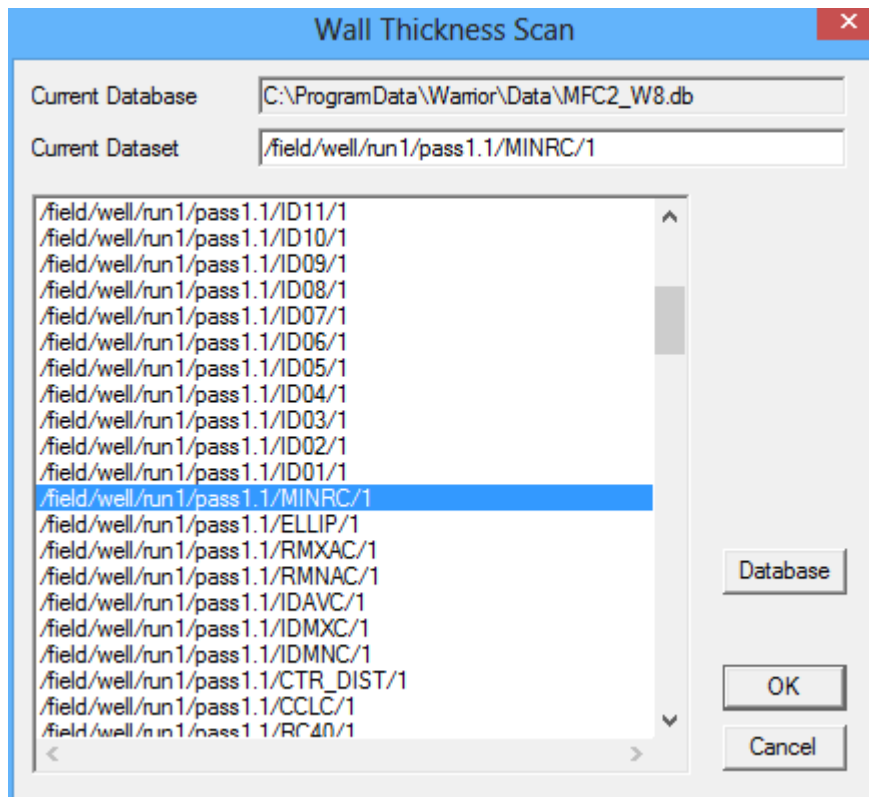 Wall Thickness Scan
Current Database C:\ProgramData\Warrior\Data\MFC2_W8.db
Current Dataset /field/well/run1/pass1.1/MINRC/1
/field/well/run1/pass1.1/ID11/1
/field/well/run1/pass1.1/ID10/1
/field/well/run1/pass1.1/ID09/1
/field/well/run1/pass1.1/ID08/1
/field/well/run1/pass1.1/ID07/1
/field/well/run1/pass1.1/ID06/1
/field/well/run1/pass1.1/ID05/1
/field/well/run1/pass1.1/ID04/1
/field/well/run1/pass1.1/ID03/1
/field/well/run1/pass1.1/ID02/1
/field/well/run1/pass1.1/ID01/1
/field/well/run1/pass1.1/MINRC/1
/field/well/run1/pass1.1/ELLIP/1
/field/well/run1/pass1.1/RMXAC/1
/field/well/run1/pass1.1/RMNAC/1
/field/well/run1/pass1.1/IDAVC/1
/field/well/run1/pass1.1/IDMXC/1
/field/well/run1/pass1.1/IDMNC/1
/field/well/run1/pass1.1/CTR_DIST/1
/field/well/run1/pass1.1/CCLC/1
/field/well/run1/pass1.1/RC40/1
Database
OK
Cancel